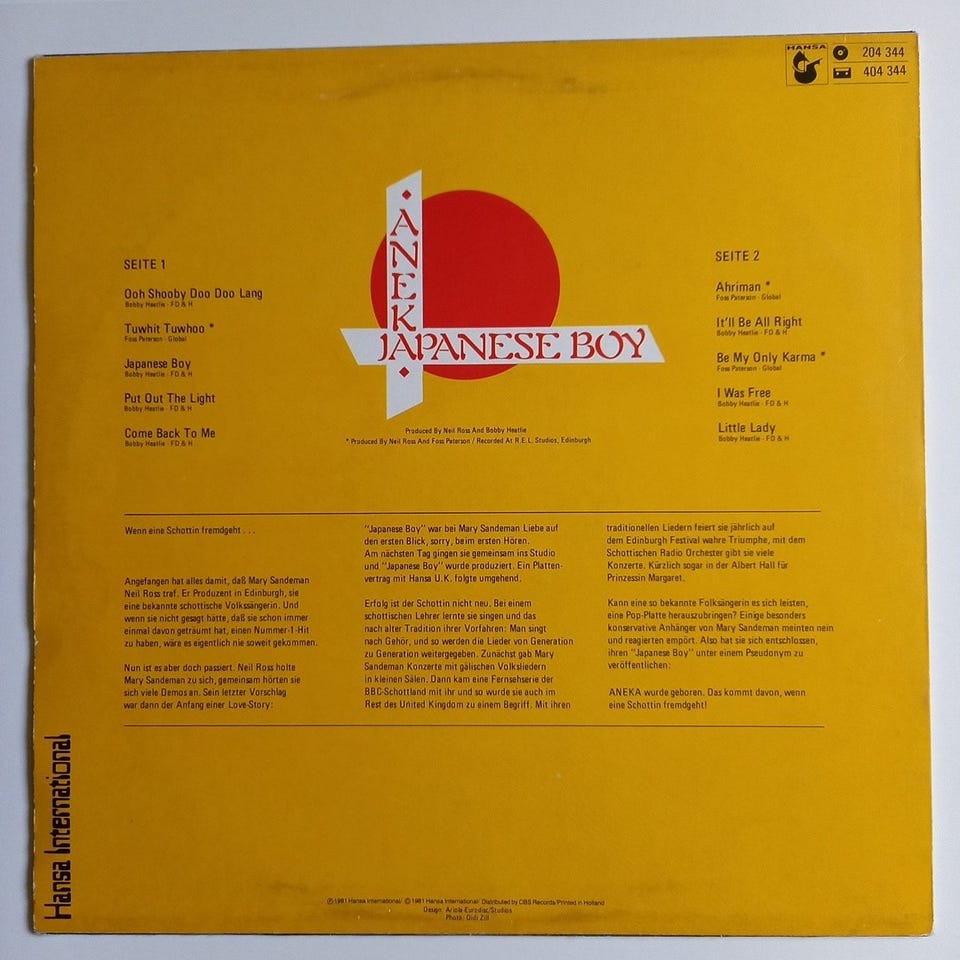 HANSA
204 344
404 344
ANEKA
JAPANESE BOY
SEITE 1
Ooh Shooby Doo Doo Lang
Bobby Heatlie · FD & H
Tuwhit Tuwhoo *
Foss Paterson · Global
Japanese Boy
Bobby Heatlie · FD & H
Put Out The Light
Bobby Heatlie · FD & H
Come Back To Me
Bobby Heatlie · FD & H
SEITE 2
Ahriman *
Foss Paterson · Global
It'll Be All Right
Bobby Heatlie · FD & H
Be My Only Karma *
Foss Paterson · Global
I Was Free
Bobby Heatlie · FD & H
Little Lady
Bobby Heatlie · FD & H
Produced By Neil Ross And Bobby Heatlie
* Produced By Neil Ross And Foss Paterson / Recorded At R.E.L. Studios, Edinburgh
Wenn eine Schottin fremdgeht . . .
Angefangen hat alles damit, daß Mary Sandeman
Neil Ross traf. Er Produzent in Edinburgh, sie
eine bekannte schottische Volkssängerin. Und
wenn sie nicht gesagt hätte, daß sie schon immer
einmal davon geträumt hat, einen Nummer-1-Hit
zu haben, wäre es eigentlich nie soweit gekommen.
Nun ist es aber doch passiert. Neil Ross holte
Mary Sandeman zu sich, gemeinsam hörten sie
sich viele Demos an. Sein letzter Vorschlag
war dann der Anfang einer Love-Story:
"Japanese Boy" war bei Mary Sandeman Liebe auf
den ersten Blick, sorry, beim ersten Hören.
Am nächsten Tag gingen sie gemeinsam ins Studio
und "Japanese Boy" wurde produziert. Ein Platten-
vertrag mit Hansa U.K. folgte umgehend.
Erfolg ist der Schottin nicht neu. Bei einem
schottischen Lehrer lernte sie singen und das
nach alter Tradition ihrer Vorfahren: Man singt
nach Gehör, und so werden die Lieder von Generation
zu Generation weitergegeben. Zunächst gab Mary
Sandeman Konzerte mit gälischen Volksliedern
in kleinen Sälen. Dann kam eine Fernsehserie der
BBC-Schottland mit ihr und so wurde sie auch im
Rest des United Kingdom zu einem Begriff. Mit ihren
traditionellen Liedern feiert sie jährlich auf
dem Edinburgh Festival wahre Triumphe, mit dem
Schottischen Radio Orchester gibt sie viele
Konzerte. Kürzlich sogar in der Albert Hall für
Prinzessin Margaret.
Kann eine so bekannte Folksängerin es sich leisten,
eine Pop-Platte herauszubringen? Einige besonders
konservative Anhänger von Mary Sandeman meinten nein
und reagierten empört. Also hat sie sich entschlossen,
ihren "Japanese Boy" unter einem Pseudonym zu
veröffentlichen:
ANEKA wurde geboren. Das kommt davon, wenn
eine Schottin fremdgeht!
Hansa International
Ⓟ 1981 Hansa International/ © 1981 Hansa International/ Distributed by CBS Records/Printed in Holland
Design: Ariola-Eurodisc/Studios
Photo: Didi Zill